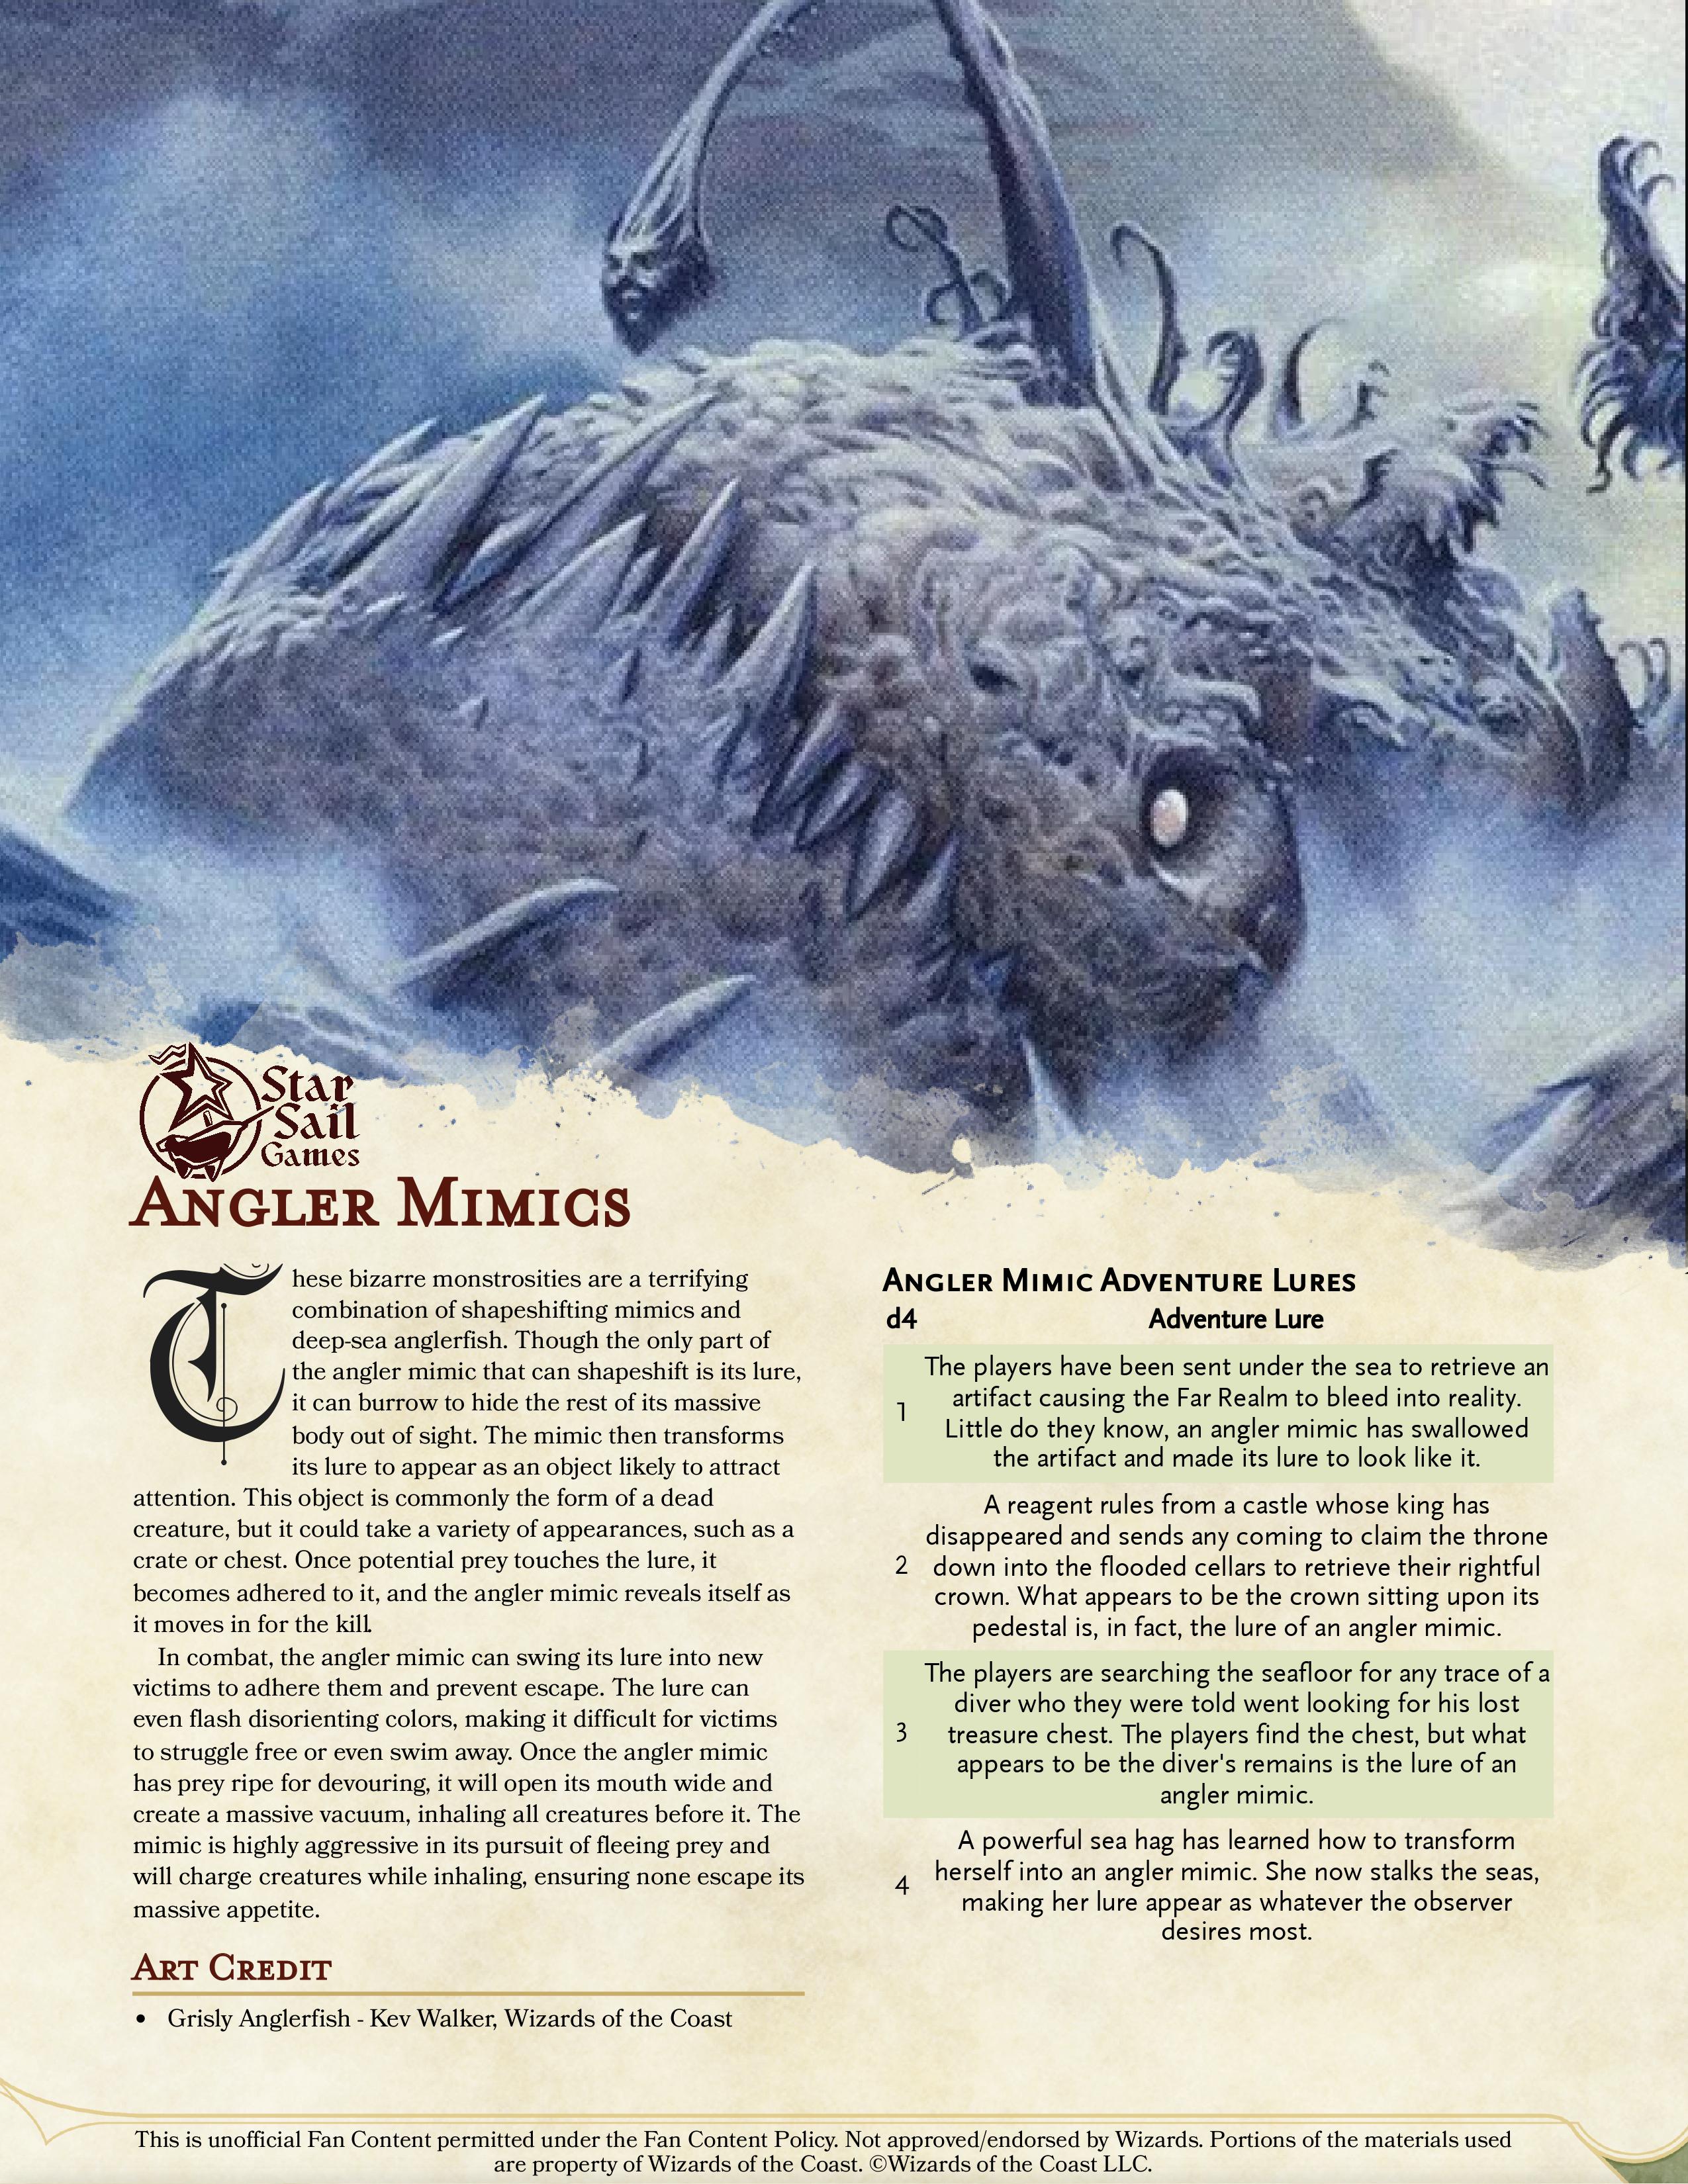 Star
Sail
Games
Angler Mimics
These bizarre monstrosities are a terrifying
combination of shapeshifting mimics and
deep-sea anglerfish. Though the only part of
the angler mimic that can shapeshift is its lure,
it can burrow to hide the rest of its massive
body out of sight. The mimic then transforms
its lure to appear as an object likely to attract
attention. This object is commonly the form of a dead
creature, but it could take a variety of appearances, such as a
crate or chest. Once potential prey touches the lure, it
becomes adhered to it, and the angler mimic reveals itself as
it moves in for the kill.
In combat, the angler mimic can swing its lure into new
victims to adhere them and prevent escape. The lure can
even flash disorienting colors, making it difficult for victims
to struggle free or even swim away. Once the angler mimic
has prey ripe for devouring, it will open its mouth wide and
create a massive vacuum, inhaling all creatures before it. The
mimic is highly aggressive in its pursuit of fleeing prey and
will charge creatures while inhaling, ensuring none escape its
massive appetite.
Art Credit
• Grisly Anglerfish - Kev Walker, Wizards of the Coast
Angler Mimic Adventure Lures
d4 Adventure Lure
The players have been sent under the sea to retrieve an
artifact causing the Far Realm to bleed into reality.
1
Little do they know, an angler mimic has swallowed
the artifact and made its lure to look like it.
A reagent rules from a castle whose king has
disappeared and sends any coming to claim the throne
2 down into the flooded cellars to retrieve their rightful
crown. What appears to be the crown sitting upon its
pedestal is, in fact, the lure of an angler mimic.
The players are searching the seafloor for any trace of a
diver who they were told went looking for his lost
3 treasure chest. The players find the chest, but what
appears to be the diver's remains is the lure of an
angler mimic.
A powerful sea hag has learned how to transform
herself into an angler mimic. She now stalks the seas,
4
making her lure appear as whatever the observer
desires most.
This is unofficial Fan Content permitted under the Fan Content Policy. Not approved/endorsed by Wizards. Portions of the materials used
are property of Wizards of the Coast. ©Wizards of the Coast LLC.